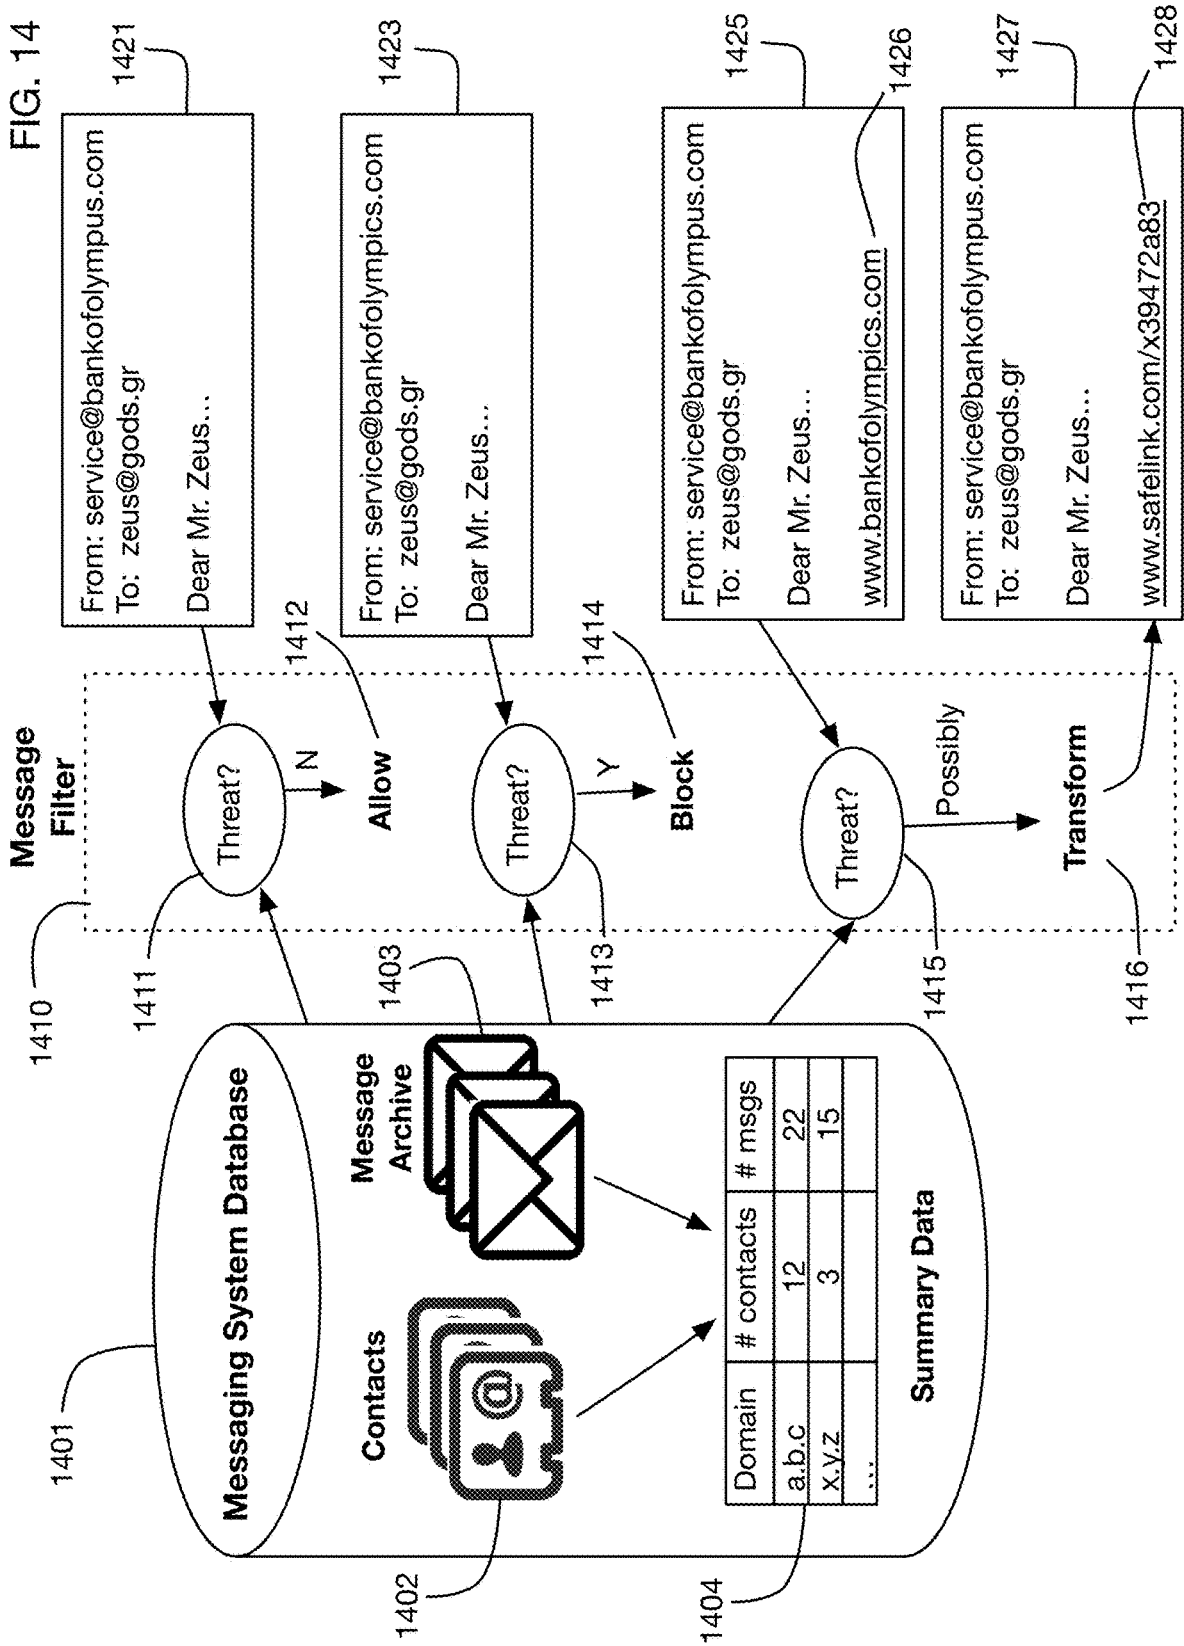 FIG. 14
1401
Messaging System Database
Contacts
1402
Message
Archive
1403
@
Domain # contacts # msgs
a.b.c 12 22
x.y.z 3 15
...
1404
Summary Data
Message
Filter
1410
1411
Threat?
N
Allow
1412
Threat?
1413
Y
Block
1414
Threat?
1415
Possibly
Transform
1416
From: service@bankofolympus.com
To: zeus@gods.gr
Dear Mr. Zeus...
1421
From: service@bankofolympics.com
To: zeus@gods.gr
Dear Mr. Zeus...
1423
From: service@bankofolympus.com
To: zeus@gods.gr
Dear Mr. Zeus...
www.bankofolympics.com
1425
1426
From: service@bankofolympus.com
To: zeus@gods.gr
Dear Mr. Zeus...
www.safelink.com/x39472a83
1427
1428